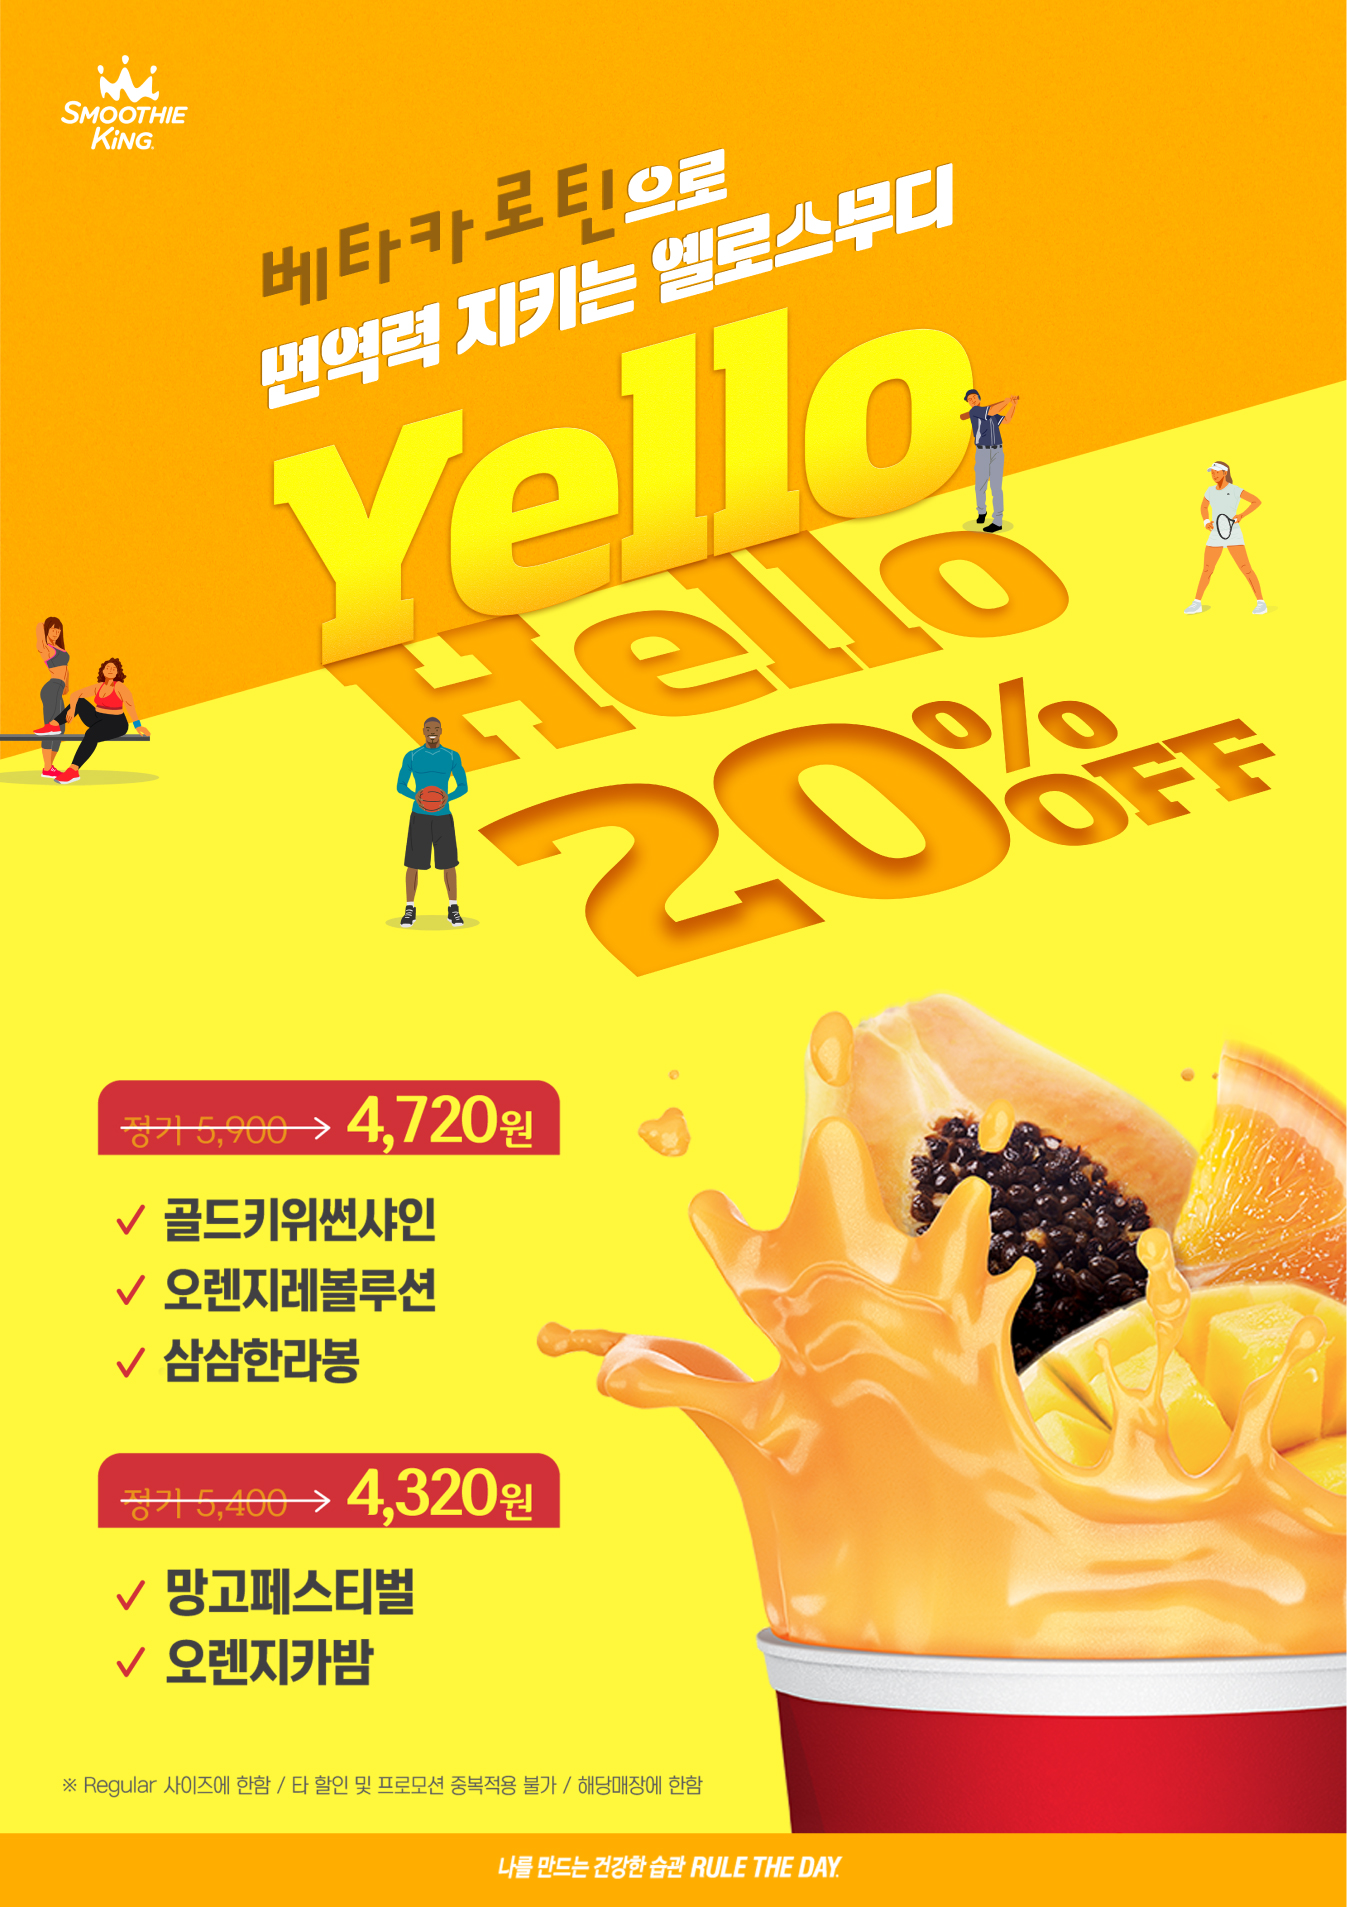 SMOOTHIE
KiNG
베타카로틴으로
면역력 지키는 옐로스무디
Yello
Hello
20%
OFF
정가 5,900 → 4,720원
✓ 골드키위썬샤인
✓ 오렌지레볼루션
✓ 삼삼한라봉
정가 5,400 → 4,320원
✓ 망고페스티벌
✓ 오렌지카밤
※ Regular 사이즈에 한함 / 타 할인 및 프로모션 중복적용 불가 / 해당매장에 한함
나를 만드는 건강한 습관 RULE THE DAY.